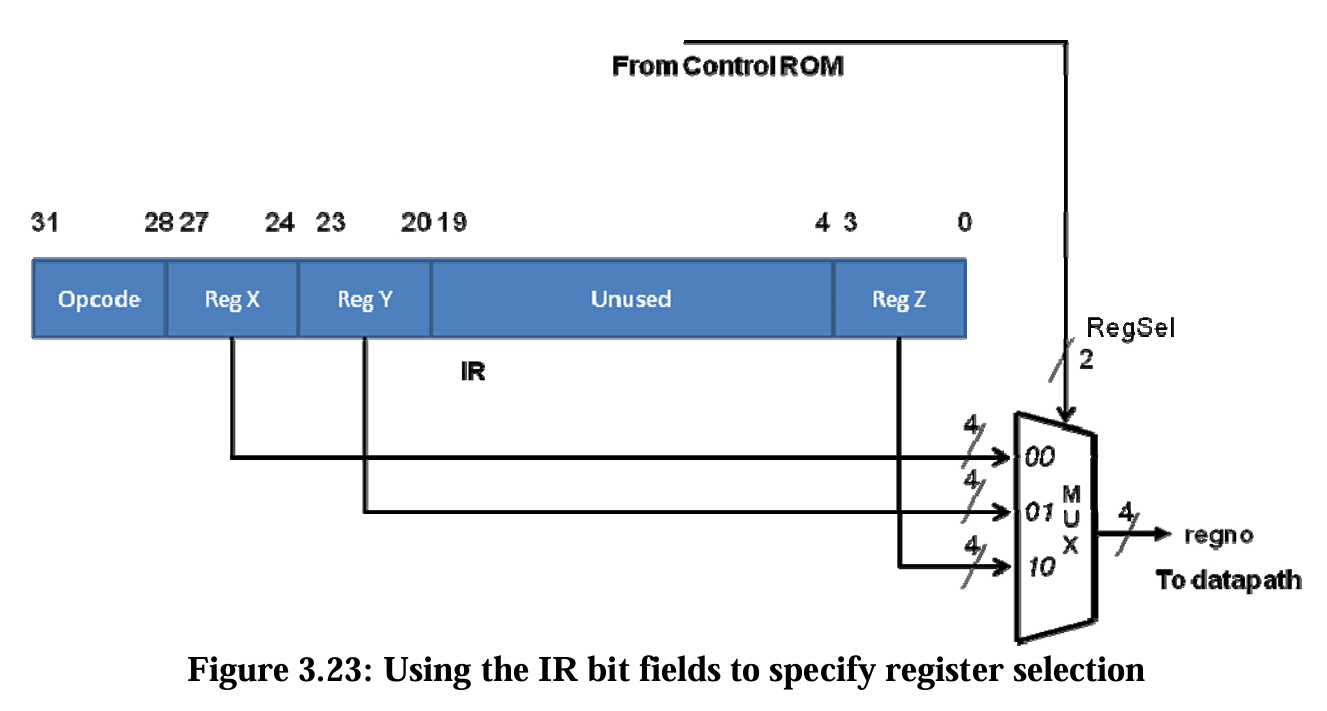 From Control ROM
31 28 27 24 23 20 19 4 3 0
Opcode Reg X Reg Y Unused Reg Z
RegSel
2
IR
4
00
4
01
4
10
MUX
4
regno
To datapath
Figure 3.23: Using the IR bit fields to specify register selection